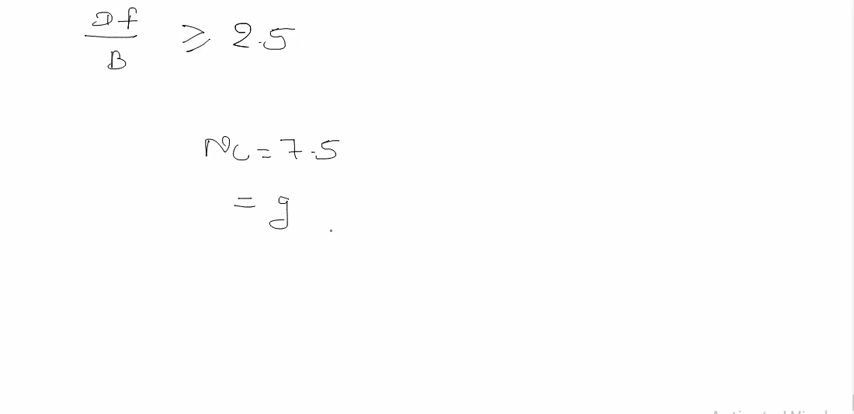 Df/B ≥ 2.5
Nc = 7.5
= 9